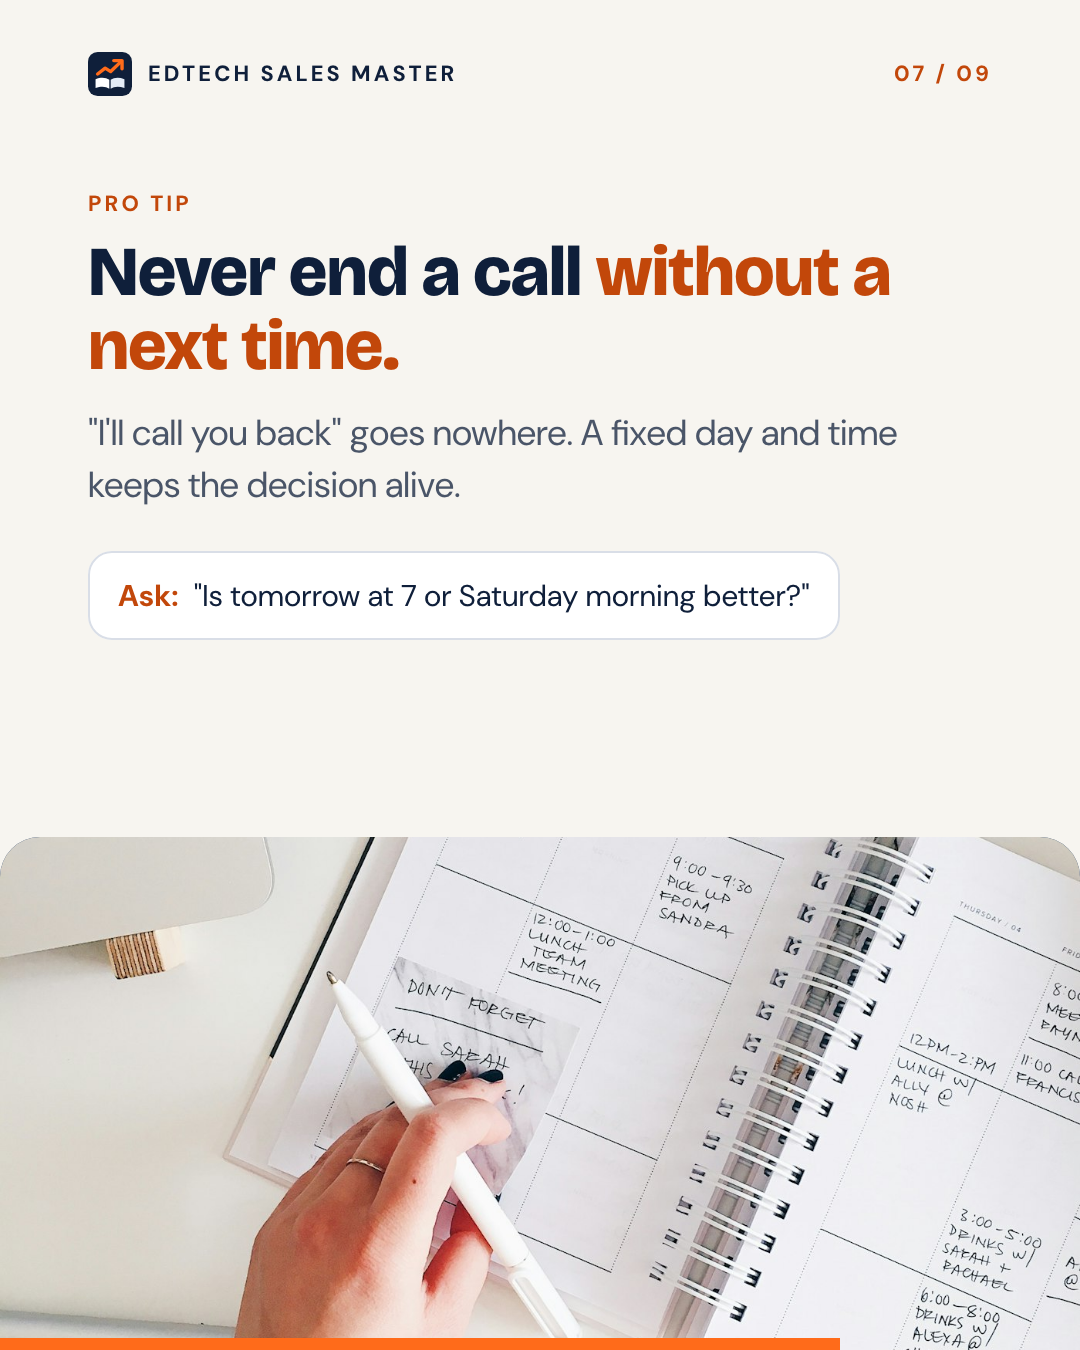 EDTECH SALES MASTER
07 / 09
PRO TIP
Never end a call without a
next time.
"I'll call you back" goes nowhere. A fixed day and time
keeps the decision alive.
Ask: "Is tomorrow at 7 or Saturday morning better?"
9:00 - 9:30
PICK UP
FROM
SANDRA
12:00-1:00
LUNCH
TEAM
MEETING
DON'T FORGET
CALL SARAH
THURSDAY / 04
12PM-2:PM
LUNCH W/
ALLY @
NOSH
8:00
11:00
FRANCIS
3:00-5:00
DRINKS W/
SARAH +
RACHAEL
6:00-8:00
DRINKS W/
ALEXA @